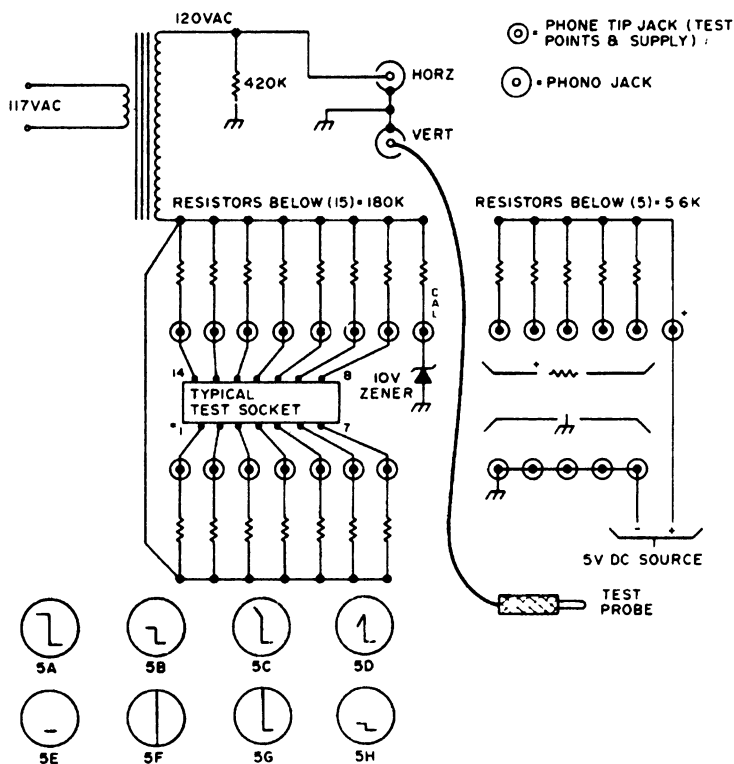 120VAC
= PHONE TIP JACK (TEST
POINTS & SUPPLY)
420K
HORZ
= PHONO JACK
117VAC
VERT
RESISTORS BELOW (15) = 180K
RESISTORS BELOW (5) = 5 6K
CAL
+
14
8
10V
ZENER
+
TYPICAL
TEST SOCKET
*1
7
- +
5V DC SOURCE
TEST
PROBE
5A
5B
5C
5D
5E
5F
5G
5H